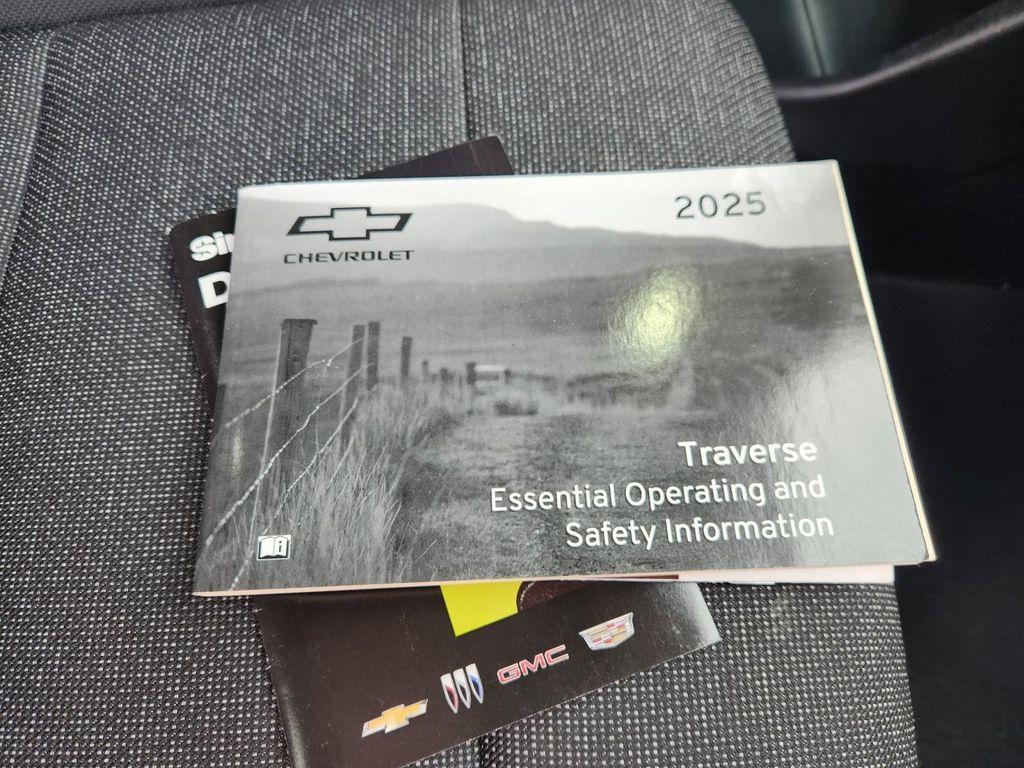 2025
CHEVROLET
Traverse
Essential Operating and
Safety Information
GMC